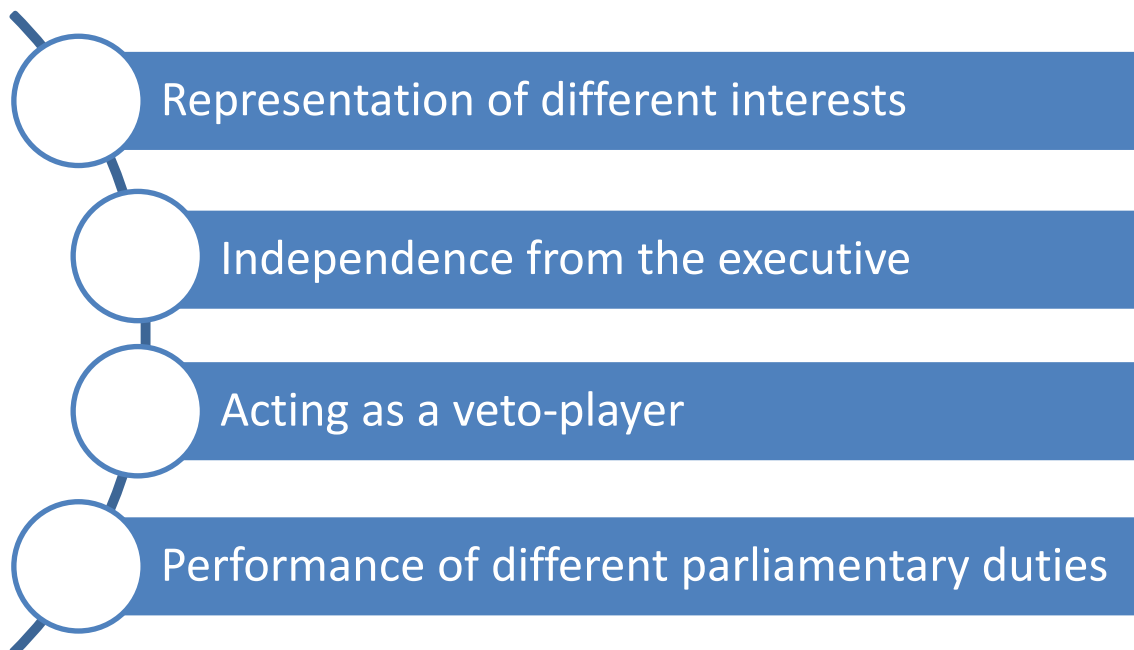 Representation of different interests
Independence from the executive
Acting as a veto-player
Performance of different parliamentary duties